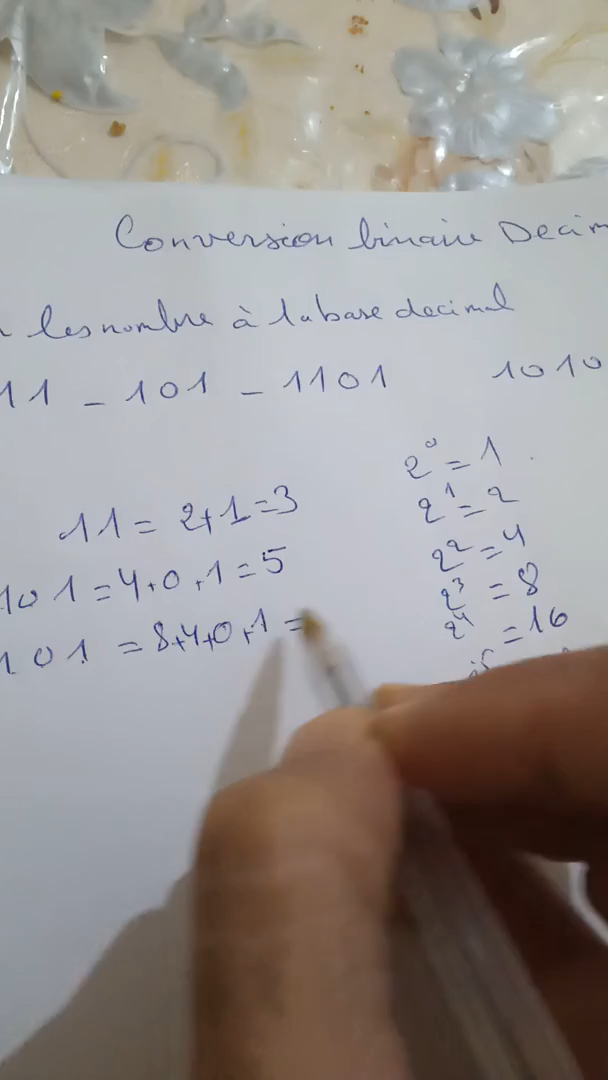 Conversion binaire Decim
les nombre à la base decimal
11 - 101 - 1101 1010
2⁰ = 1
11 = 2+1=3
2¹ = 2
101 = 4+0+1=5
2² = 4
2³ = 8
101 = 8+4+0+1 =
2⁴ = 16